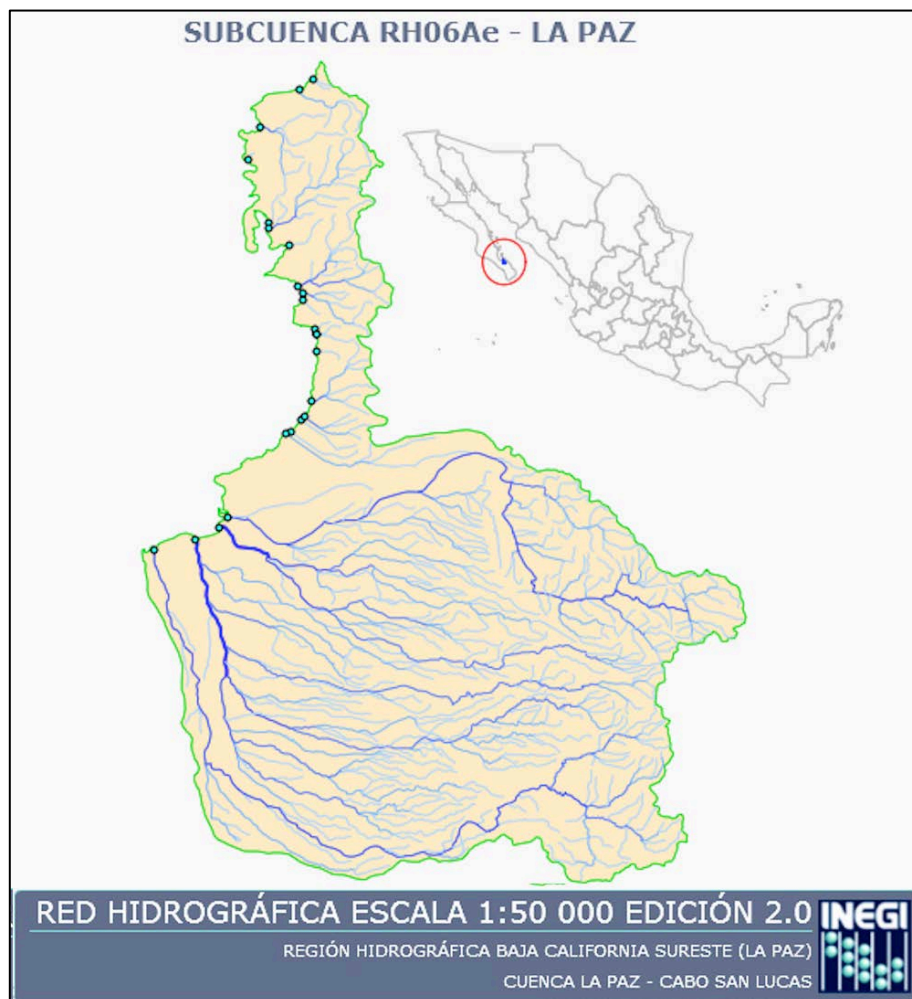 SUBCUENCA RH06Ae - LA PAZ
RED HIDROGRÁFICA ESCALA 1:50 000 EDICIÓN 2.0
INEGI
REGIÓN HIDROGRÁFICA BAJA CALIFORNIA SURESTE (LA PAZ)
CUENCA LA PAZ - CABO SAN LUCAS